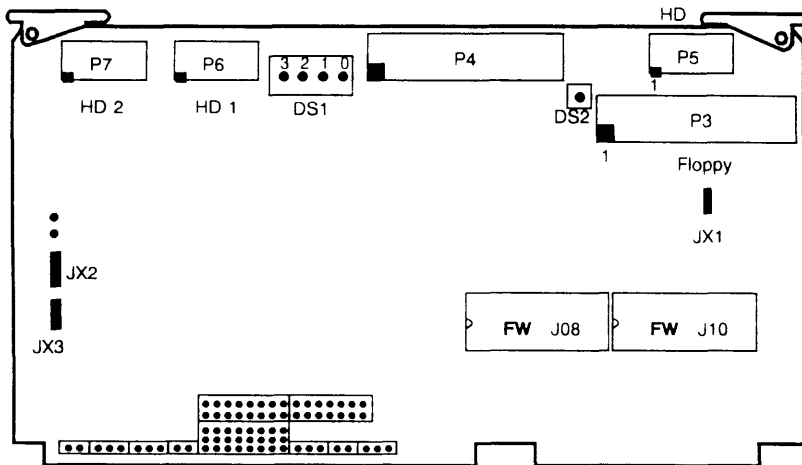 HD
P7
P6
3 2 1 0
P4
P5
1
HD 2
HD 1
DS1
DS2
P3
1
Floppy
JX1
JX2
JX3
FW J08
FW J10